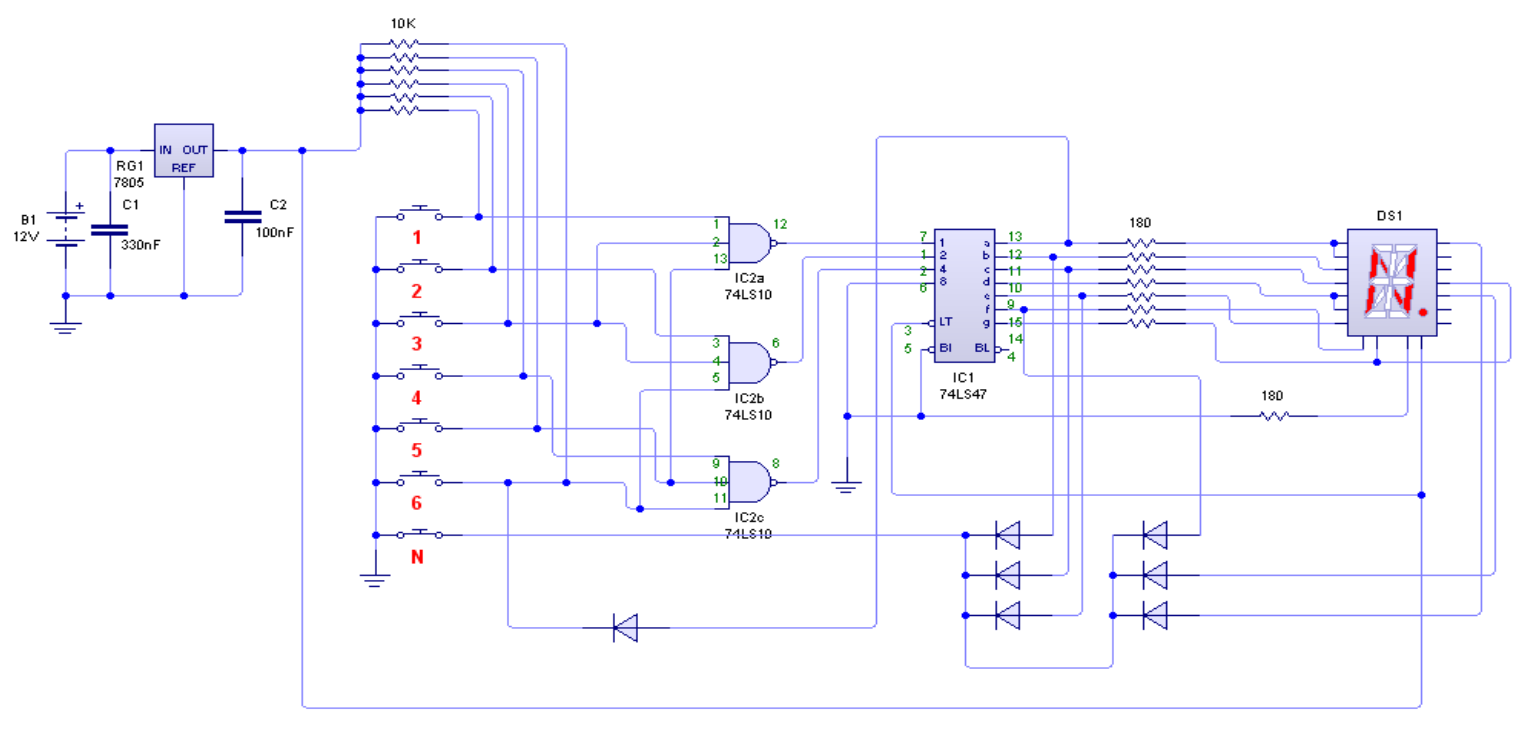 10K
IN OUT
REF
RG1
7805
B1
12V
+
C1
330nF
C2
100nF
1
2
3
4
5
6
N
1
2
13
12
IC2a
74LS10
3
4
5
6
IC2b
74LS10
9
10
11
8
IC2c
74LS10
7
1
2
6
3
5
1
2
4
8
LT
BI
a
b
c
d
e
f
g
BL
13
12
11
10
9
15
14
4
IC1
74LS47
180
180
DS1